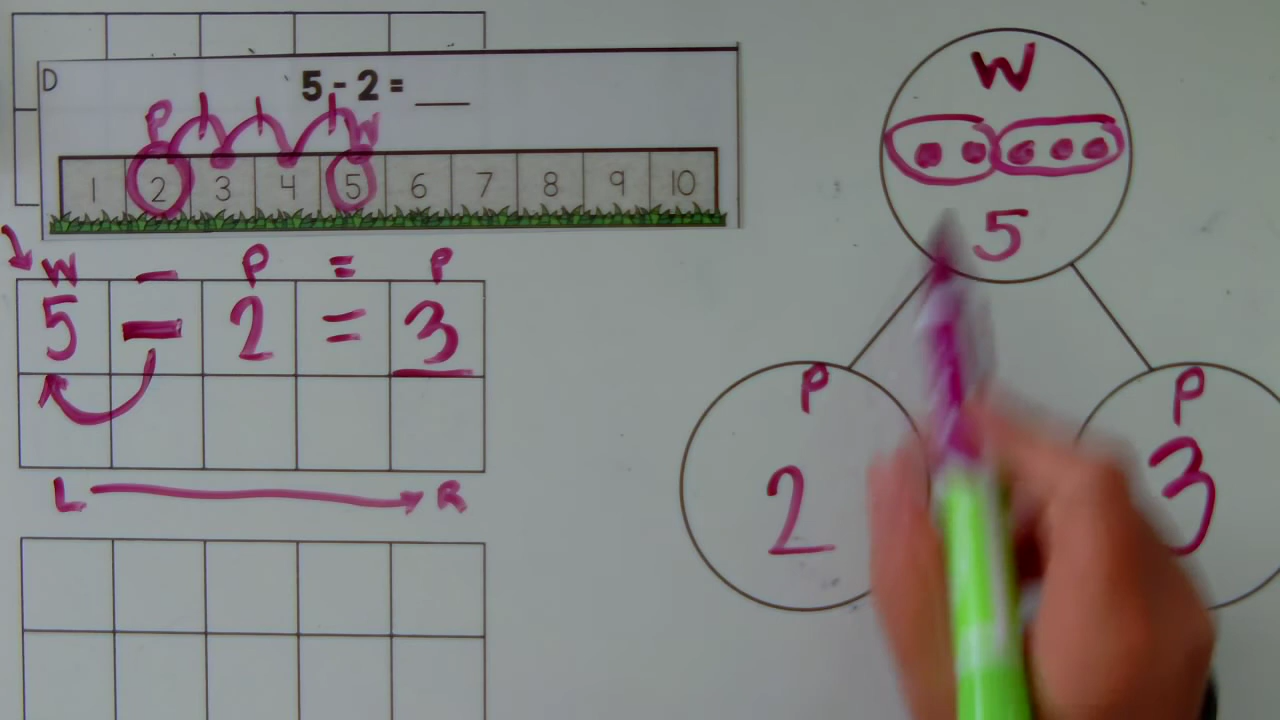 D
5 - 2 = ___
P W
1 2 3 4 5 6 7 8 9 10
W - P = P
5 - 2 = 3
L R
W
5
P
2
P
3